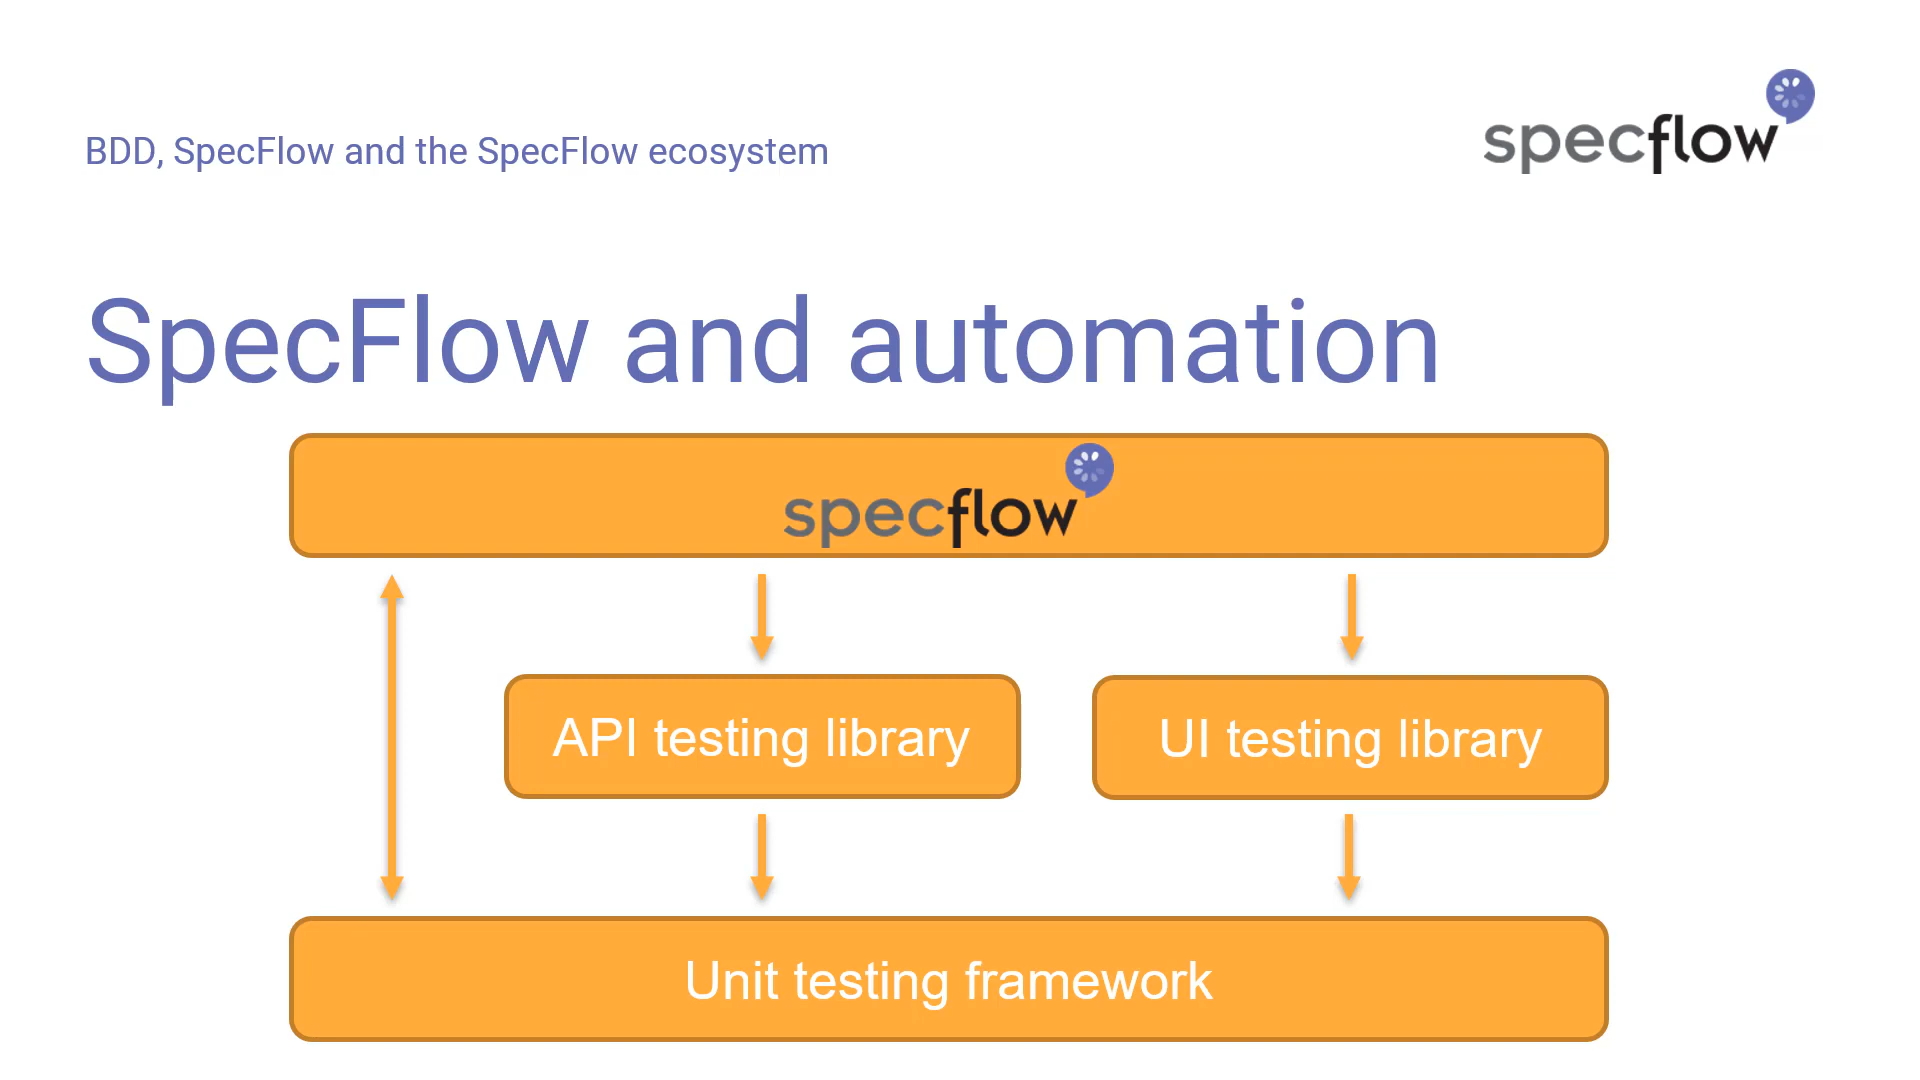 BDD, SpecFlow and the SpecFlow ecosystem
specflow
SpecFlow and automation
specflow
API testing library
UI testing library
Unit testing framework